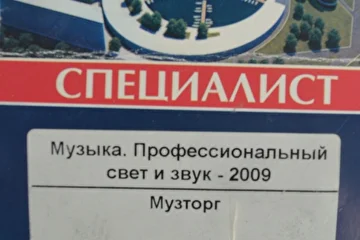 СПЕЦИАЛИСТ
Музыка. Профессиональный
свет и звук - 2009
Музторг